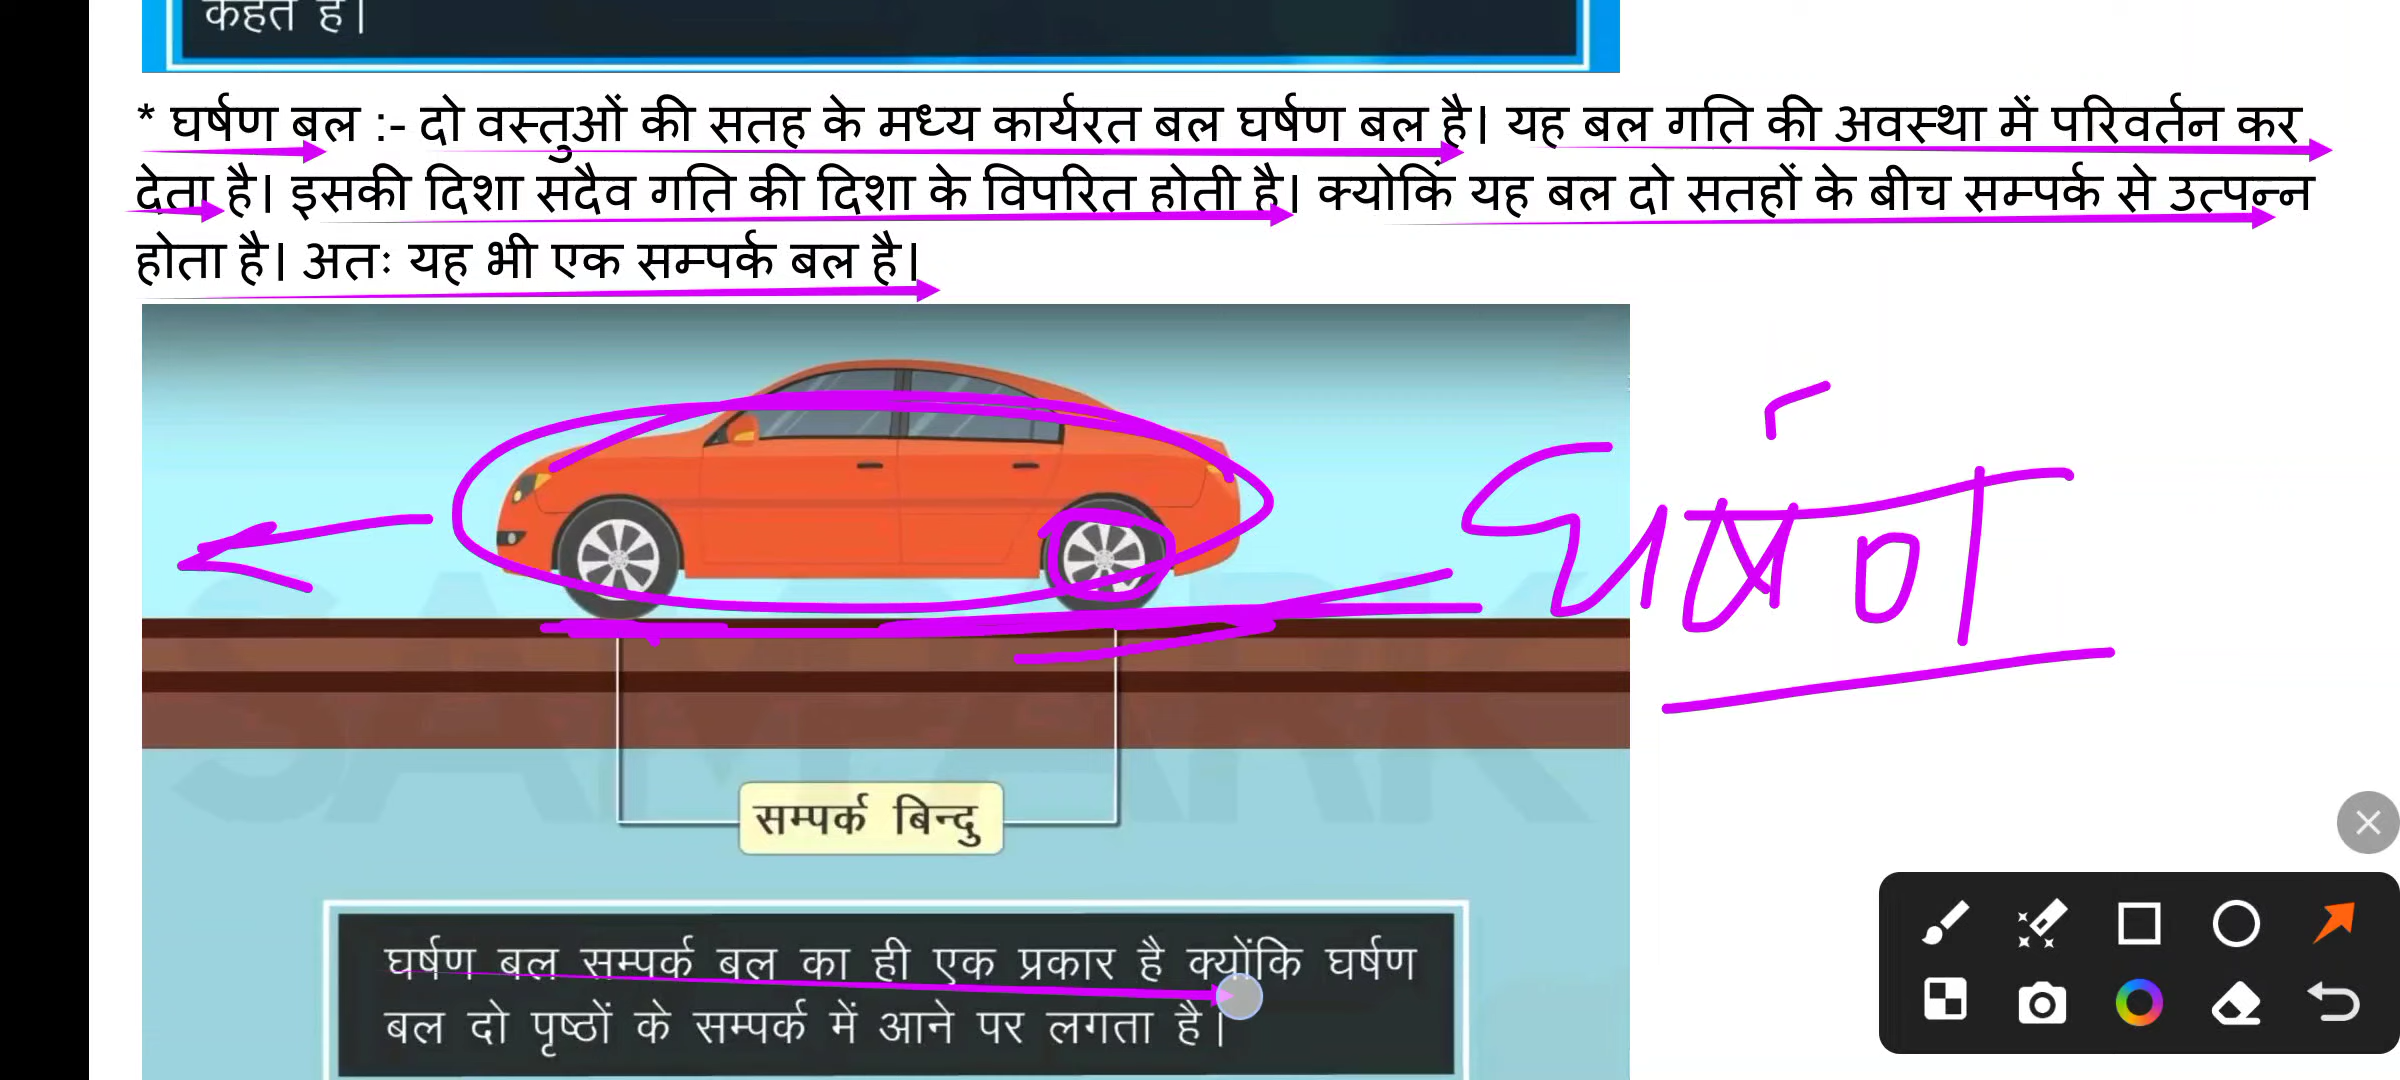 कहते हैं।
* घर्षण बल :- दो वस्तुओं की सतह के मध्य कार्यरत बल घर्षण बल है। यह बल गति की अवस्था में परिवर्तन कर
देता है। इसकी दिशा सदैव गति की दिशा के विपरित होती है। क्योकिं यह बल दो सतहों के बीच सम्पर्क से उत्पन्न
होता है। अतः यह भी एक सम्पर्क बल है।
घर्षण
SAMPARK
सम्पर्क बिन्दु
घर्षण बल सम्पर्क बल का ही एक प्रकार है क्योंकि घर्षण
बल दो पृष्ठों के सम्पर्क में आने पर लगता है।